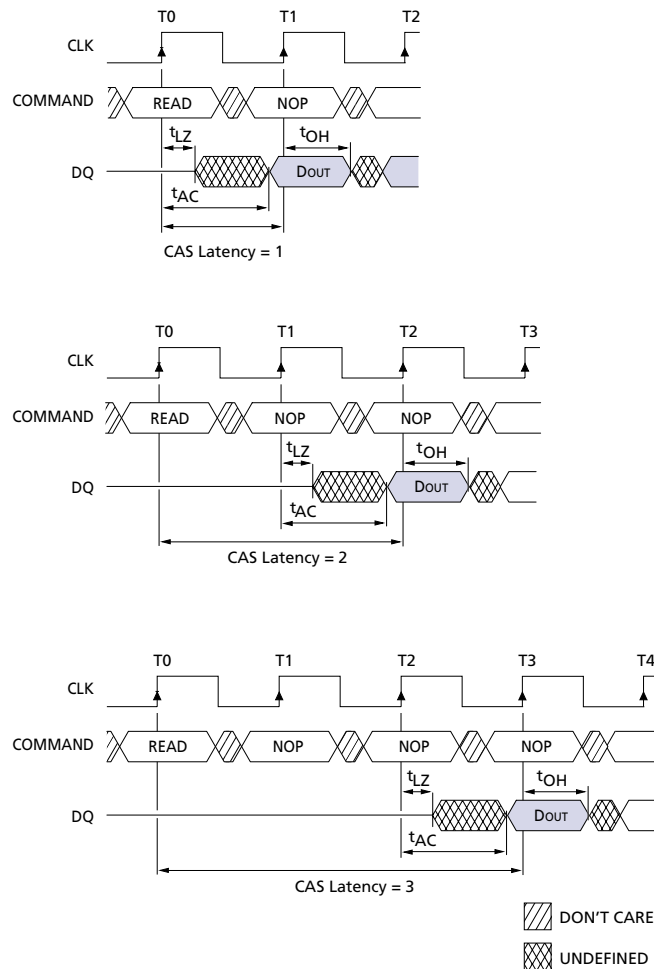 T0 T1 T2
CLK
COMMAND READ NOP
tLZ tOH
DQ DOUT
tAC
CAS Latency = 1
T0 T1 T2 T3
CLK
COMMAND READ NOP NOP
tLZ tOH
DQ DOUT
tAC
CAS Latency = 2
T0 T1 T2 T3 T4
CLK
COMMAND READ NOP NOP NOP
tLZ tOH
DQ DOUT
tAC
CAS Latency = 3
DON'T CARE
UNDEFINED